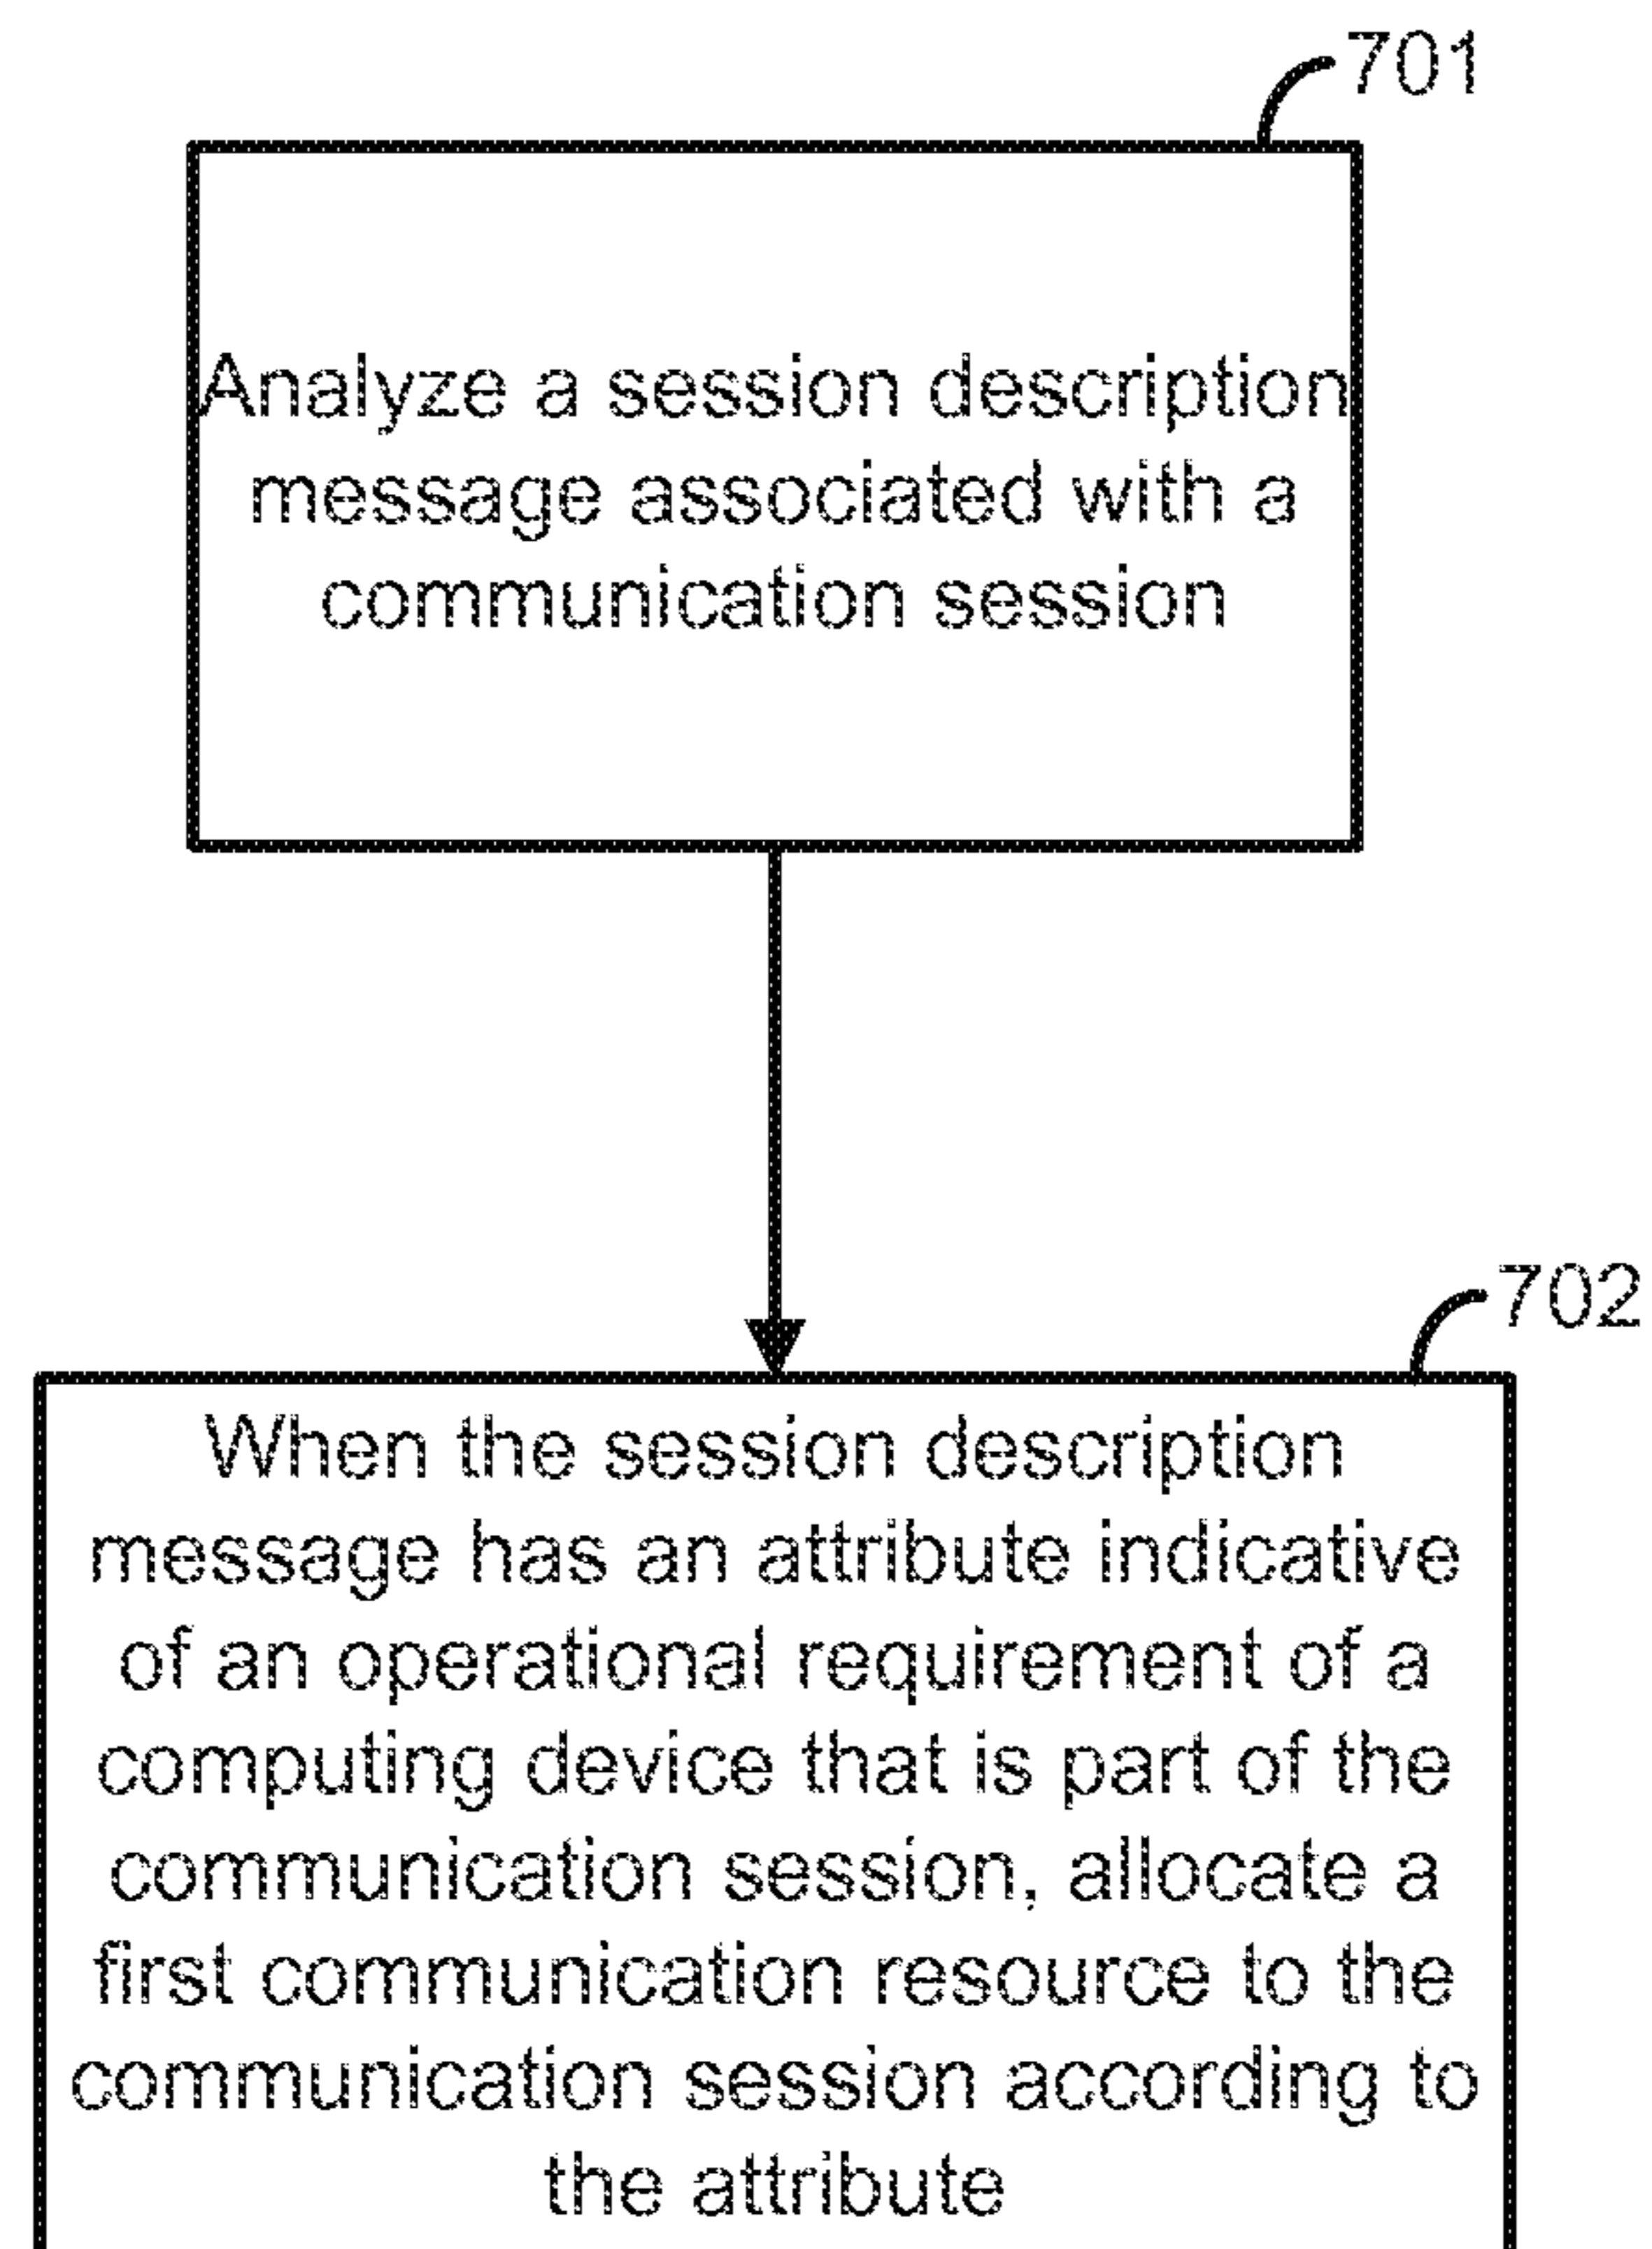 701
Analyze a session description
message associated with a
communication session
702
When the session description
message has an attribute indicative
of an operational requirement of a
computing device that is part of the
communication session, allocate a
first communication resource to the
communication session according to
the attribute